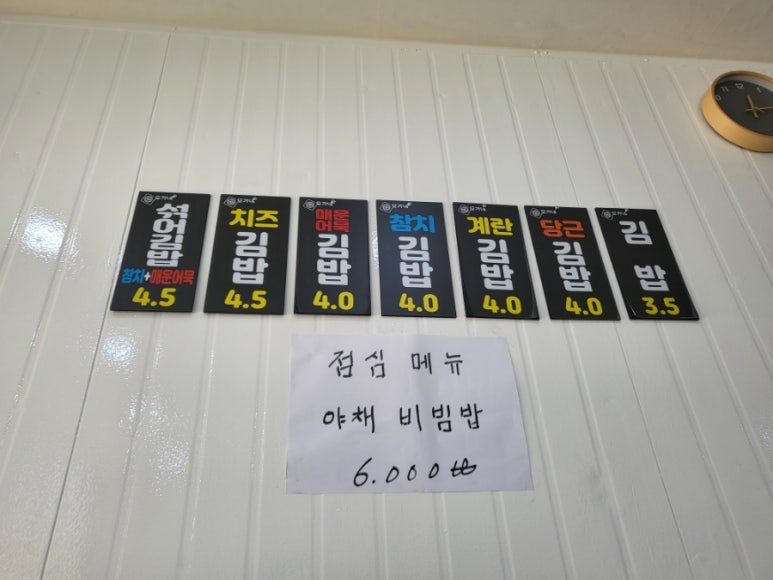 섞어김밥
참치+매운어묵
4.5
치즈
김밥
4.5
매운
어묵
김밥
4.0
참치
김밥
4.0
계란
김밥
4.0
당근
김밥
4.0
김밥
3.5
점심 메뉴
야채 비빔밥
6.000₩
12